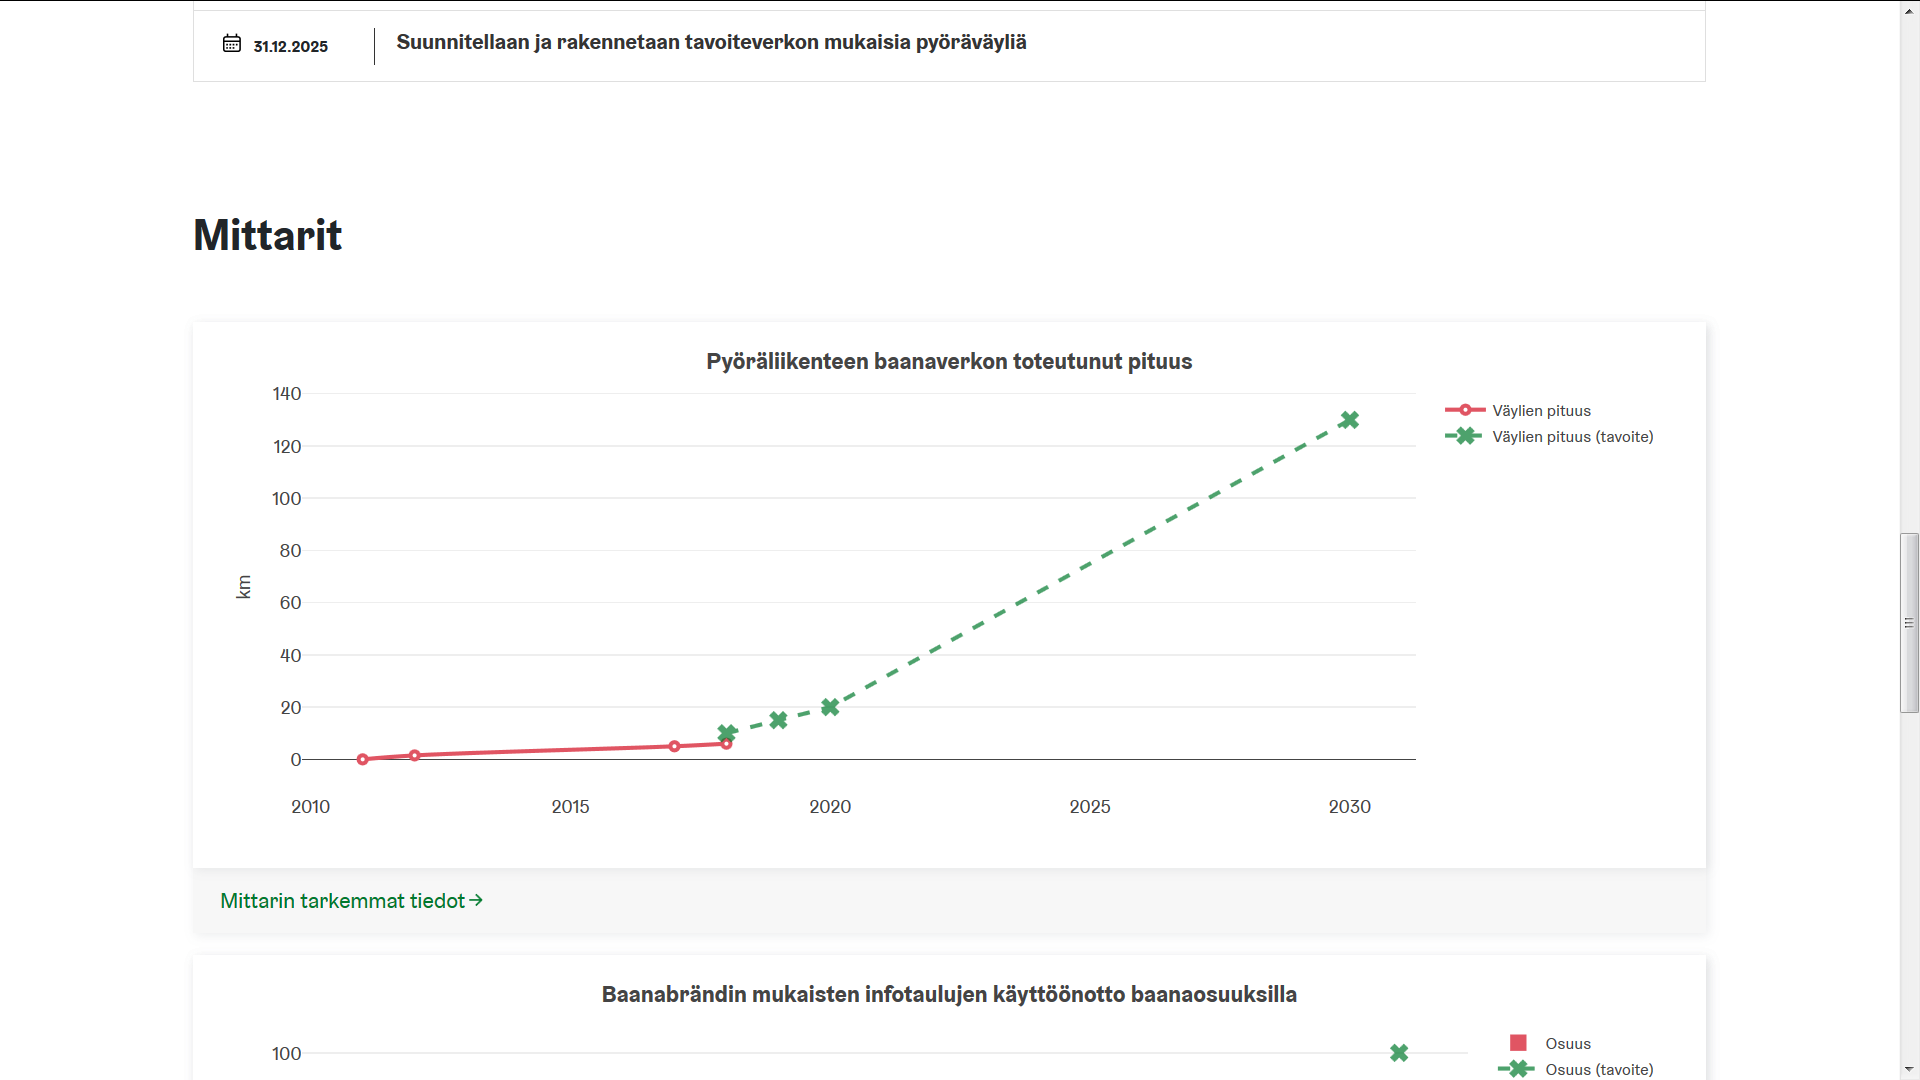 31.12.2025
Suunnitellaan ja rakennetaan tavoiteverkon mukaisia pyöräväyliä
Mittarit
Pyöräliikenteen baanaverkon toteutunut pituus
140
120
100
80
60
40
20
0
km
2010
2015
2020
2025
2030
Väylien pituus
Väylien pituus (tavoite)
Mittarin tarkemmat tiedot→
Baanabrändin mukaisten infotaulujen käyttöönotto baanaosuuksilla
100
Osuus
Osuus (tavoite)